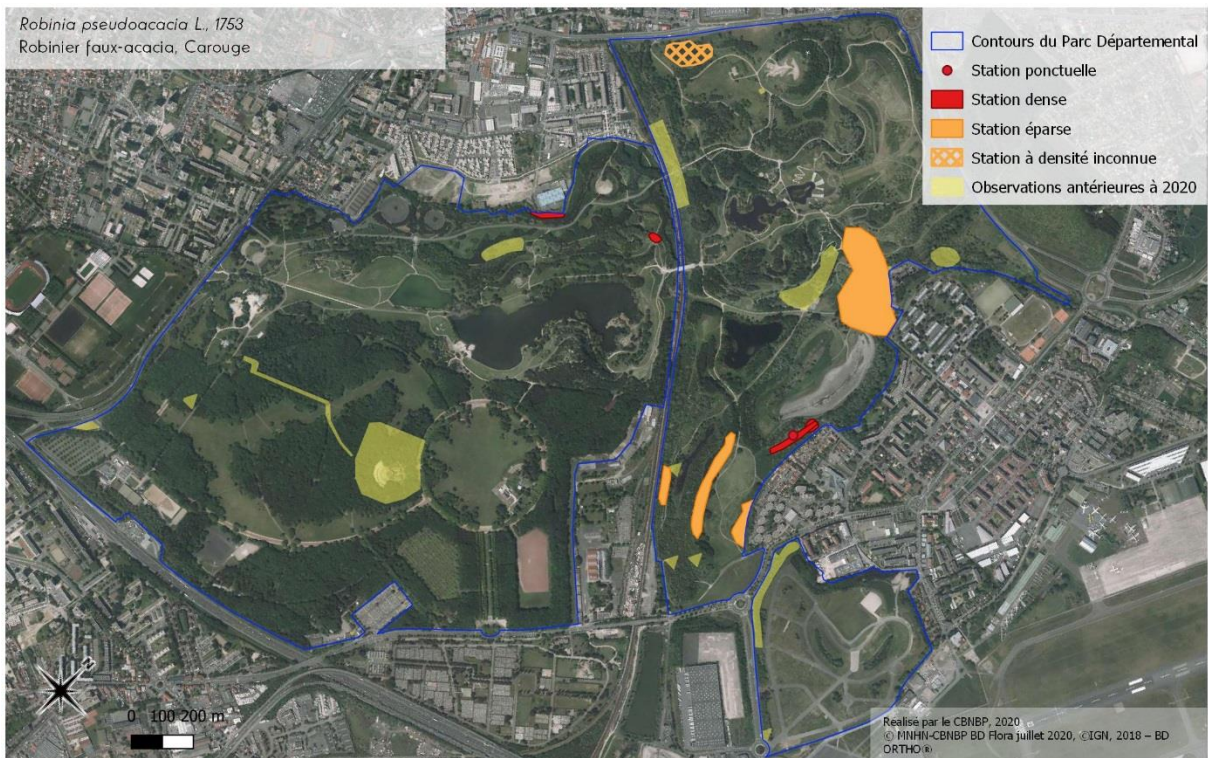 Robinia pseudoacacia L., 1753
Robinier faux-acacia, Carouge
Contours du Parc Départemental
Station ponctuelle
Station dense
Station éparse
Station à densité inconnue
Observations antérieures à 2020
N
0 100 200 m
Réalisé par le CBNBP, 2020
© MNHN-CBNBP BD Flora juillet 2020, ©IGN, 2018 – BD
ORTHO®